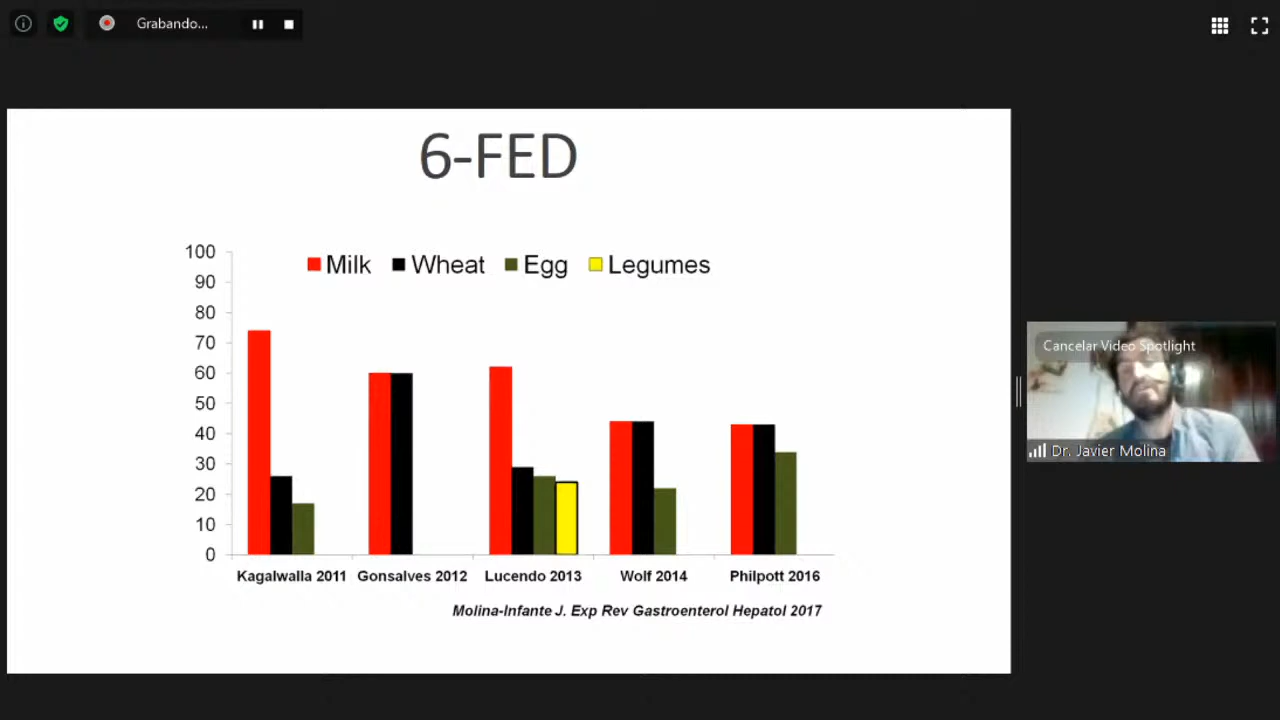 Grabando...
6-FED
Milk Wheat Egg Legumes
100
90
80
70
60
50
40
30
20
10
0
Kagalwalla 2011 Gonsalves 2012 Lucendo 2013 Wolf 2014 Philpott 2016
Molina-Infante J. Exp Rev Gastroenterol Hepatol 2017
Cancelar Video Spotlight
Dr. Javier Molina